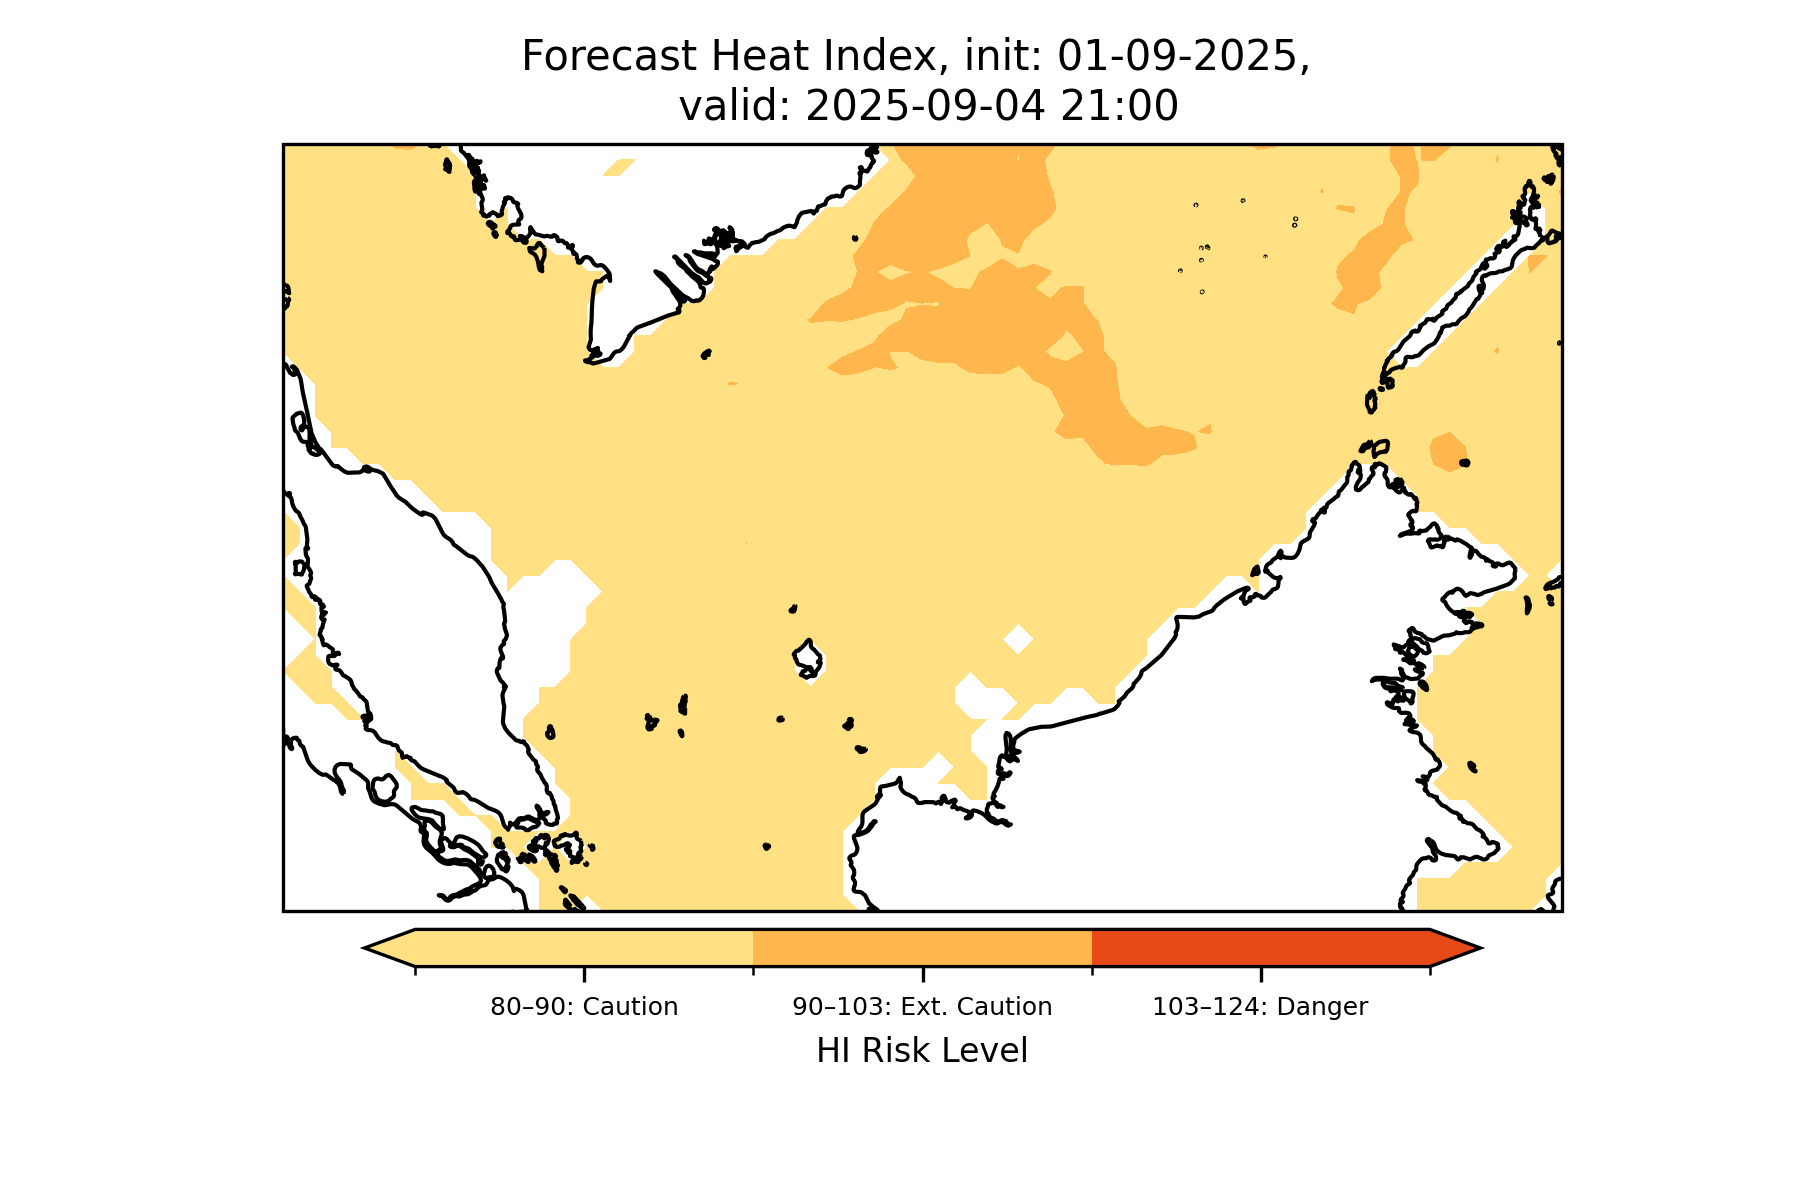 Forecast Heat Index, init: 01-09-2025,
valid: 2025-09-04 21:00
80–90: Caution
90–103: Ext. Caution
103–124: Danger
HI Risk Level